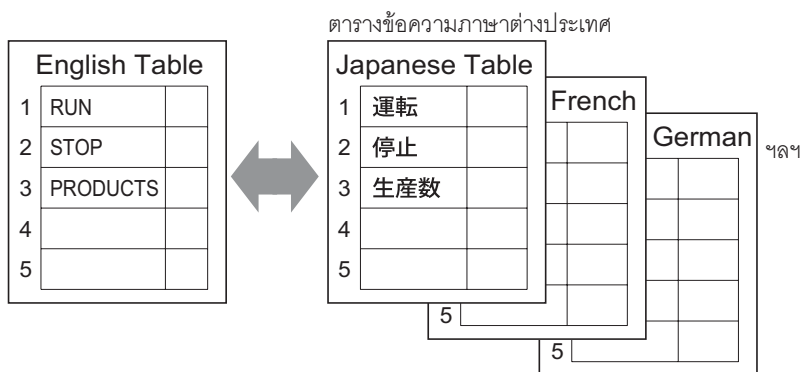 ตารางข้อความภาษาต่างประเทศ
English Table
1 RUN
2 STOP
3 PRODUCTS
4
5
Japanese Table
1 運転
2 停止
3 生産数
4
5
French
5
German
5
ฯลฯ